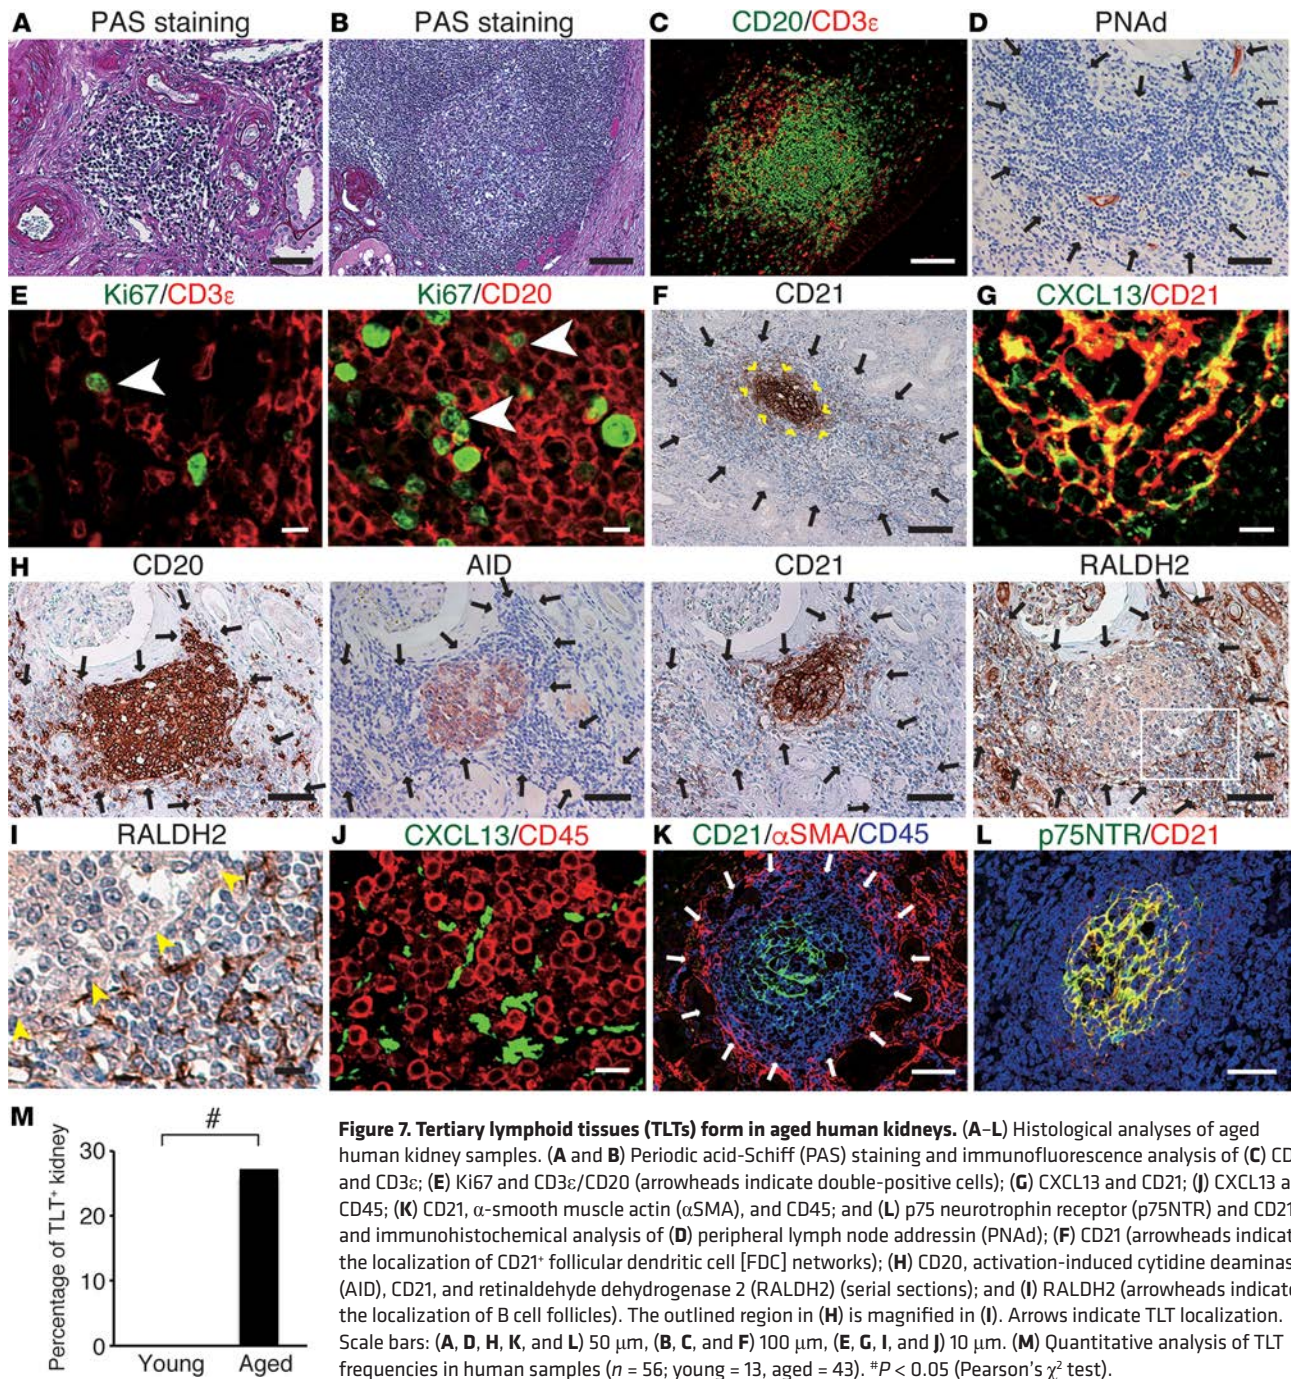 A PAS staining B PAS staining C CD20/CD3ε D PNAd
E Ki67/CD3ε Ki67/CD20 F CD21 G CXCL13/CD21
H CD20 AID CD21 RALDH2
I RALDH2 J CXCL13/CD45 K CD21/αSMA/CD45 L p75NTR/CD21
M
Percentage of TLT⁺ kidney
#
30
20
10
0
Young Aged
Figure 7. Tertiary lymphoid tissues (TLTs) form in aged human kidneys. (A–L) Histological analyses of aged
human kidney samples. (A and B) Periodic acid-Schiff (PAS) staining and immunofluorescence analysis of (C) CD
and CD3ε; (E) Ki67 and CD3ε/CD20 (arrowheads indicate double-positive cells); (G) CXCL13 and CD21; (J) CXCL13 a
CD45; (K) CD21, α-smooth muscle actin (αSMA), and CD45; and (L) p75 neurotrophin receptor (p75NTR) and CD21
and immunohistochemical analysis of (D) peripheral lymph node addressin (PNAd); (F) CD21 (arrowheads indicat
the localization of CD21⁺ follicular dendritic cell [FDC] networks); (H) CD20, activation-induced cytidine deaminas
(AID), CD21, and retinaldehyde dehydrogenase 2 (RALDH2) (serial sections); and (I) RALDH2 (arrowheads indicate
the localization of B cell follicles). The outlined region in (H) is magnified in (I). Arrows indicate TLT localization.
Scale bars: (A, D, H, K, and L) 50 μm, (B, C, and F) 100 μm, (E, G, I, and J) 10 μm. (M) Quantitative analysis of TLT
frequencies in human samples (n = 56; young = 13, aged = 43). #P < 0.05 (Pearson's χ² test).